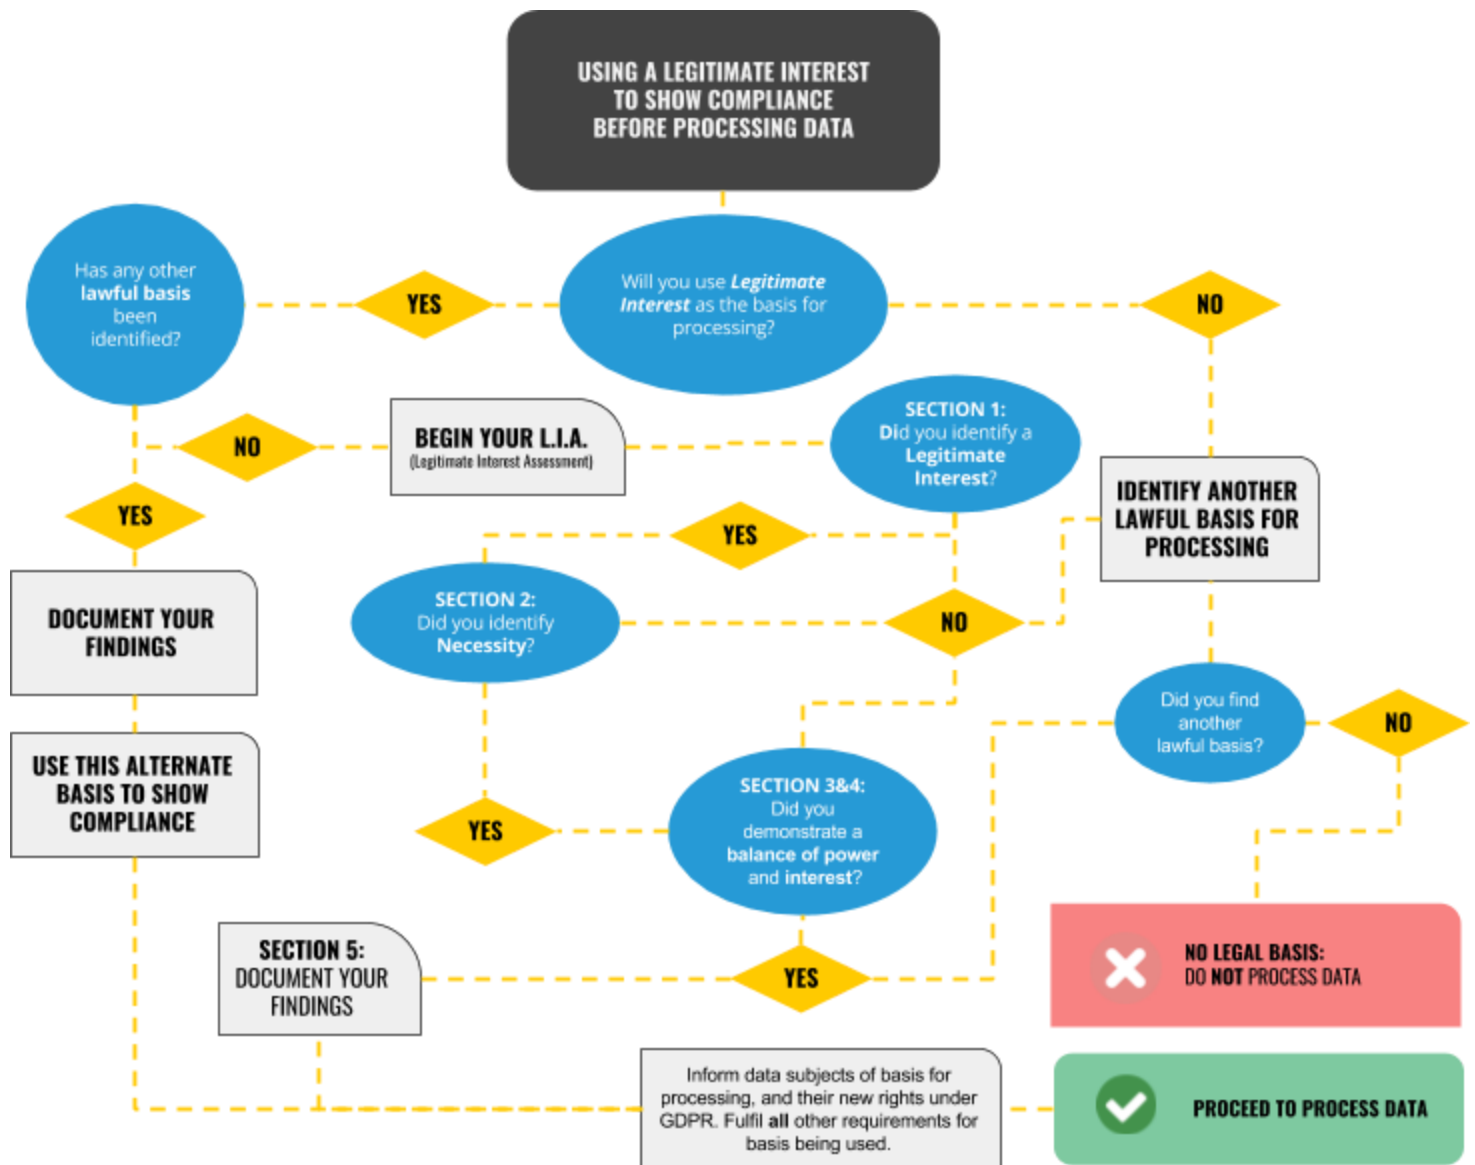 USING A LEGITIMATE INTEREST
TO SHOW COMPLIANCE
BEFORE PROCESSING DATA
Has any other
lawful basis
been
identified?
YES
Will you use Legitimate
Interest as the basis for
processing?
NO
NO
BEGIN YOUR L.I.A.
(Legitimate Interest Assessment)
SECTION 1:
Did you identify a
Legitimate
Interest?
IDENTIFY ANOTHER
LAWFUL BASIS FOR
PROCESSING
YES
YES
SECTION 2:
Did you identify
Necessity?
NO
DOCUMENT YOUR
FINDINGS
Did you find
another
lawful basis?
NO
USE THIS ALTERNATE
BASIS TO SHOW
COMPLIANCE
YES
SECTION 3&4:
Did you
demonstrate a
balance of power
and interest?
SECTION 5:
DOCUMENT YOUR
FINDINGS
YES
NO LEGAL BASIS:
DO NOT PROCESS DATA
Inform data subjects of basis for
processing, and their new rights under
GDPR. Fulfil all other requirements for
basis being used.
PROCEED TO PROCESS DATA